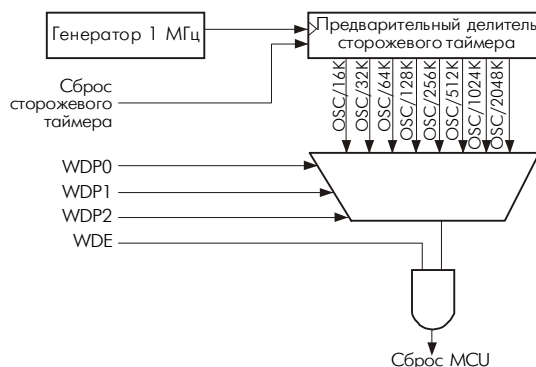 Генератор 1 МГц
Предварительный делитель
сторожевого таймера
Сброс
сторожевого
таймера
OSC/16K
OSC/32K
OSC/64K
OSC/128K
OSC/256K
OSC/512K
OSC/1024K
OSC/2048K
WDP0
WDP1
WDP2
WDE
Сброс MCU